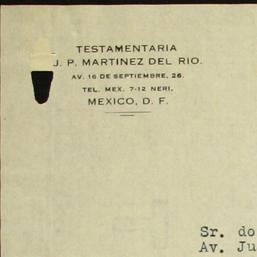 TESTAMENTARIA
J. P. MARTINEZ DEL RIO.
AV. 16 DE SEPTIEMBRE, 26.
TEL. MEX. 7-12 NERI,
MEXICO, D. F.
Sr. do
Av. Ju